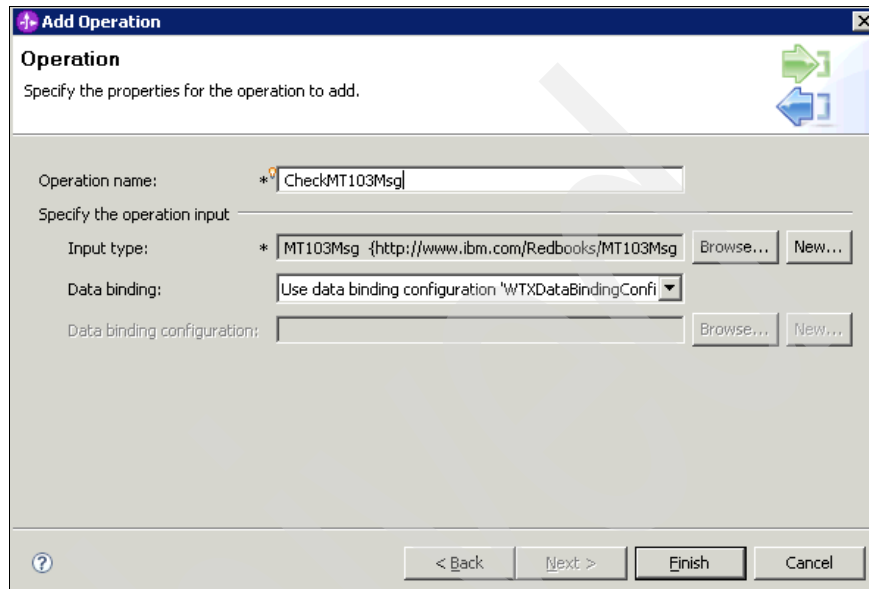 Add Operation
Operation
Specify the properties for the operation to add.
Operation name: * CheckMT103Msg
Specify the operation input
Input type: * MT103Msg {http://www.ibm.com/Redbooks/MT103Msg Browse... New...
Data binding: Use data binding configuration 'WTXDataBindingConfi
Data binding configuration: Browse... New...
? < Back Next > Finish Cancel